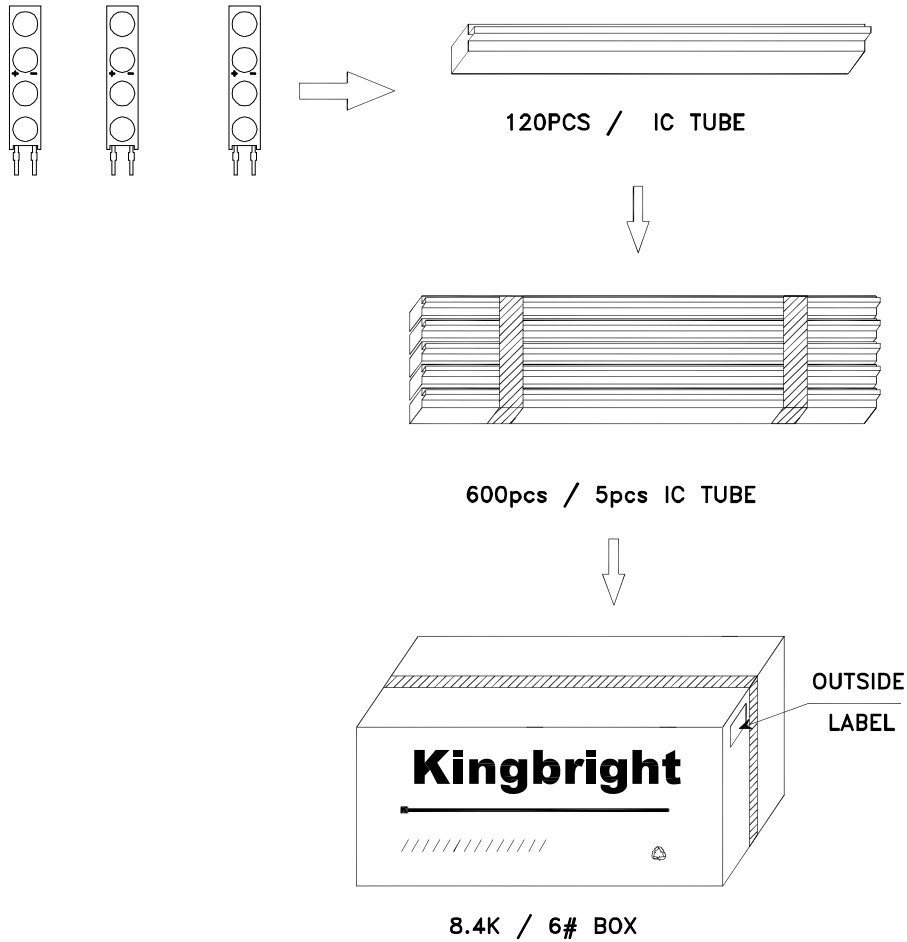 + -
+ -
+ -
120PCS / IC TUBE
600pcs / 5pcs IC TUBE
OUTSIDE
LABEL
Kingbright
8.4K / 6# BOX